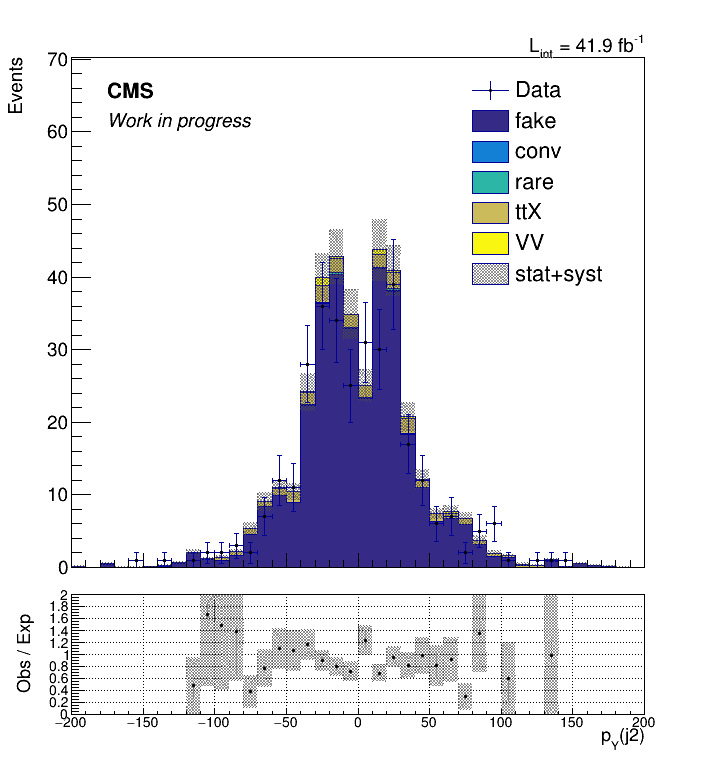 L_int = 41.9 fb^-1
Events
70
60
50
40
30
20
10
0
CMS
Work in progress
Data
fake
conv
rare
ttX
VV
stat+syst
Obs / Exp
2
1.8
1.6
1.4
1.2
1
0.8
0.6
0.4
0.2
0
−200 −150 −100 −50 0 50 100 150 200
p_Y(j2)